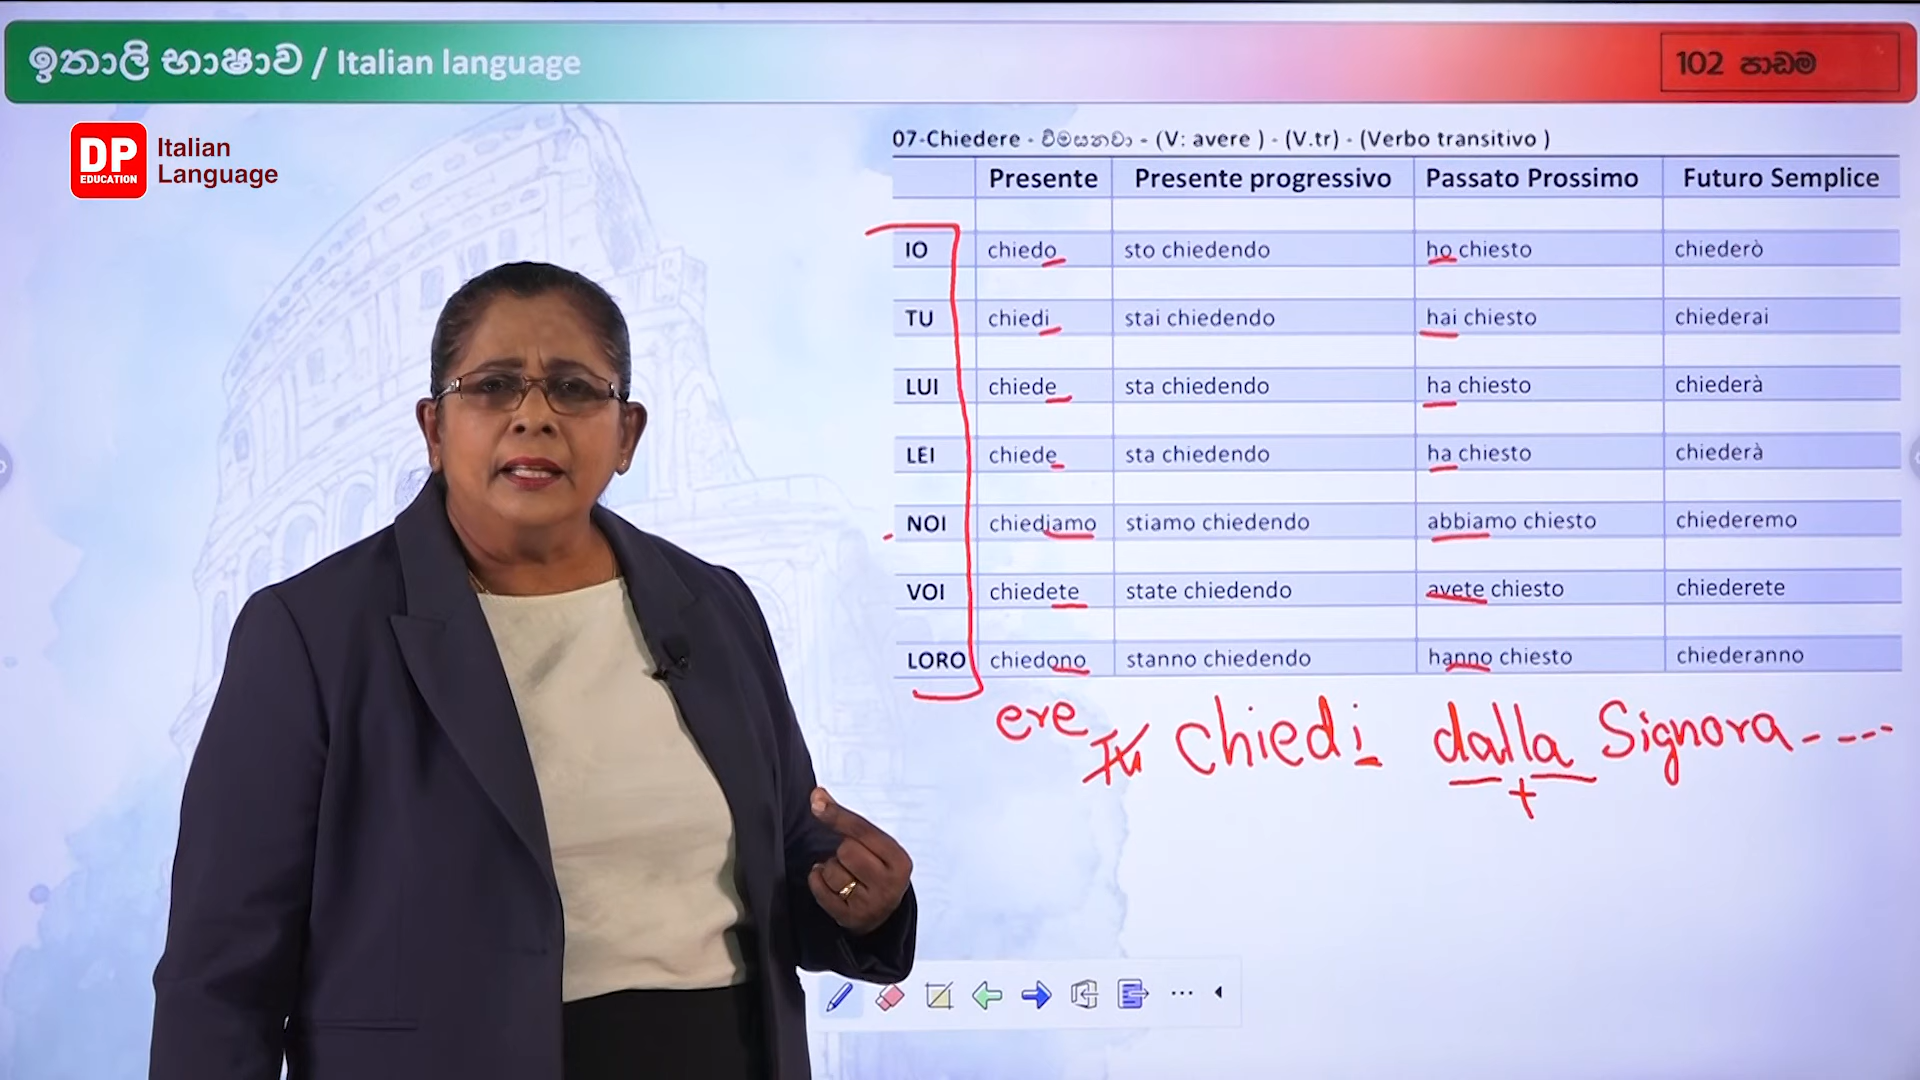 ඉතාලි භාෂාව / Italian language
102 පාඩම
DP EDUCATION
Italian Language
07-Chiedere - විමසනවා - (V: avere ) - (V.tr) - (Verbo transitivo )
Presente Presente progressivo Passato Prossimo Futuro Semplice
IO chiedo sto chiedendo ho chiesto chiederò
TU chiedi stai chiedendo hai chiesto chiederai
LUI chiede sta chiedendo ha chiesto chiederà
LEI chiede sta chiedendo ha chiesto chiederà
NOI chiediamo stiamo chiedendo abbiamo chiesto chiederemo
VOI chiedete state chiedendo avete chiesto chiederete
LORO chiedono stanno chiedendo hanno chiesto chiederanno
ere
Tu chiedi dalla Signora-----
+